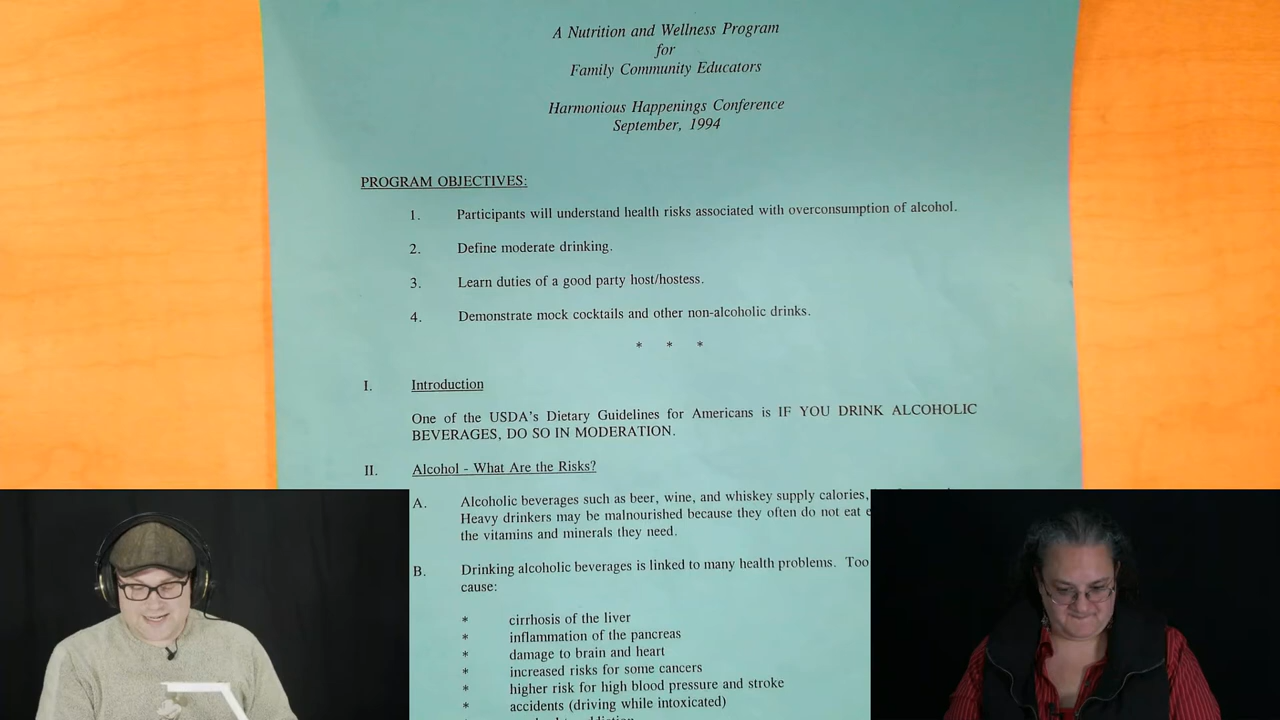 A Nutrition and Wellness Program
for
Family Community Educators
Harmonious Happenings Conference
September, 1994
PROGRAM OBJECTIVES:
1. Participants will understand health risks associated with overconsumption of alcohol.
2. Define moderate drinking.
3. Learn duties of a good party host/hostess.
4. Demonstrate mock cocktails and other non-alcoholic drinks.
* * *
I. Introduction
One of the USDA's Dietary Guidelines for Americans is IF YOU DRINK ALCOHOLIC
BEVERAGES, DO SO IN MODERATION.
II. Alcohol - What Are the Risks?
A. Alcoholic beverages such as beer, wine, and whiskey supply calories,
Heavy drinkers may be malnourished because they often do not eat
the vitamins and minerals they need.
B. Drinking alcoholic beverages is linked to many health problems. Too
cause:
* cirrhosis of the liver
* inflammation of the pancreas
* damage to brain and heart
* increased risks for some cancers
* higher risk for high blood pressure and stroke
* accidents (driving while intoxicated)